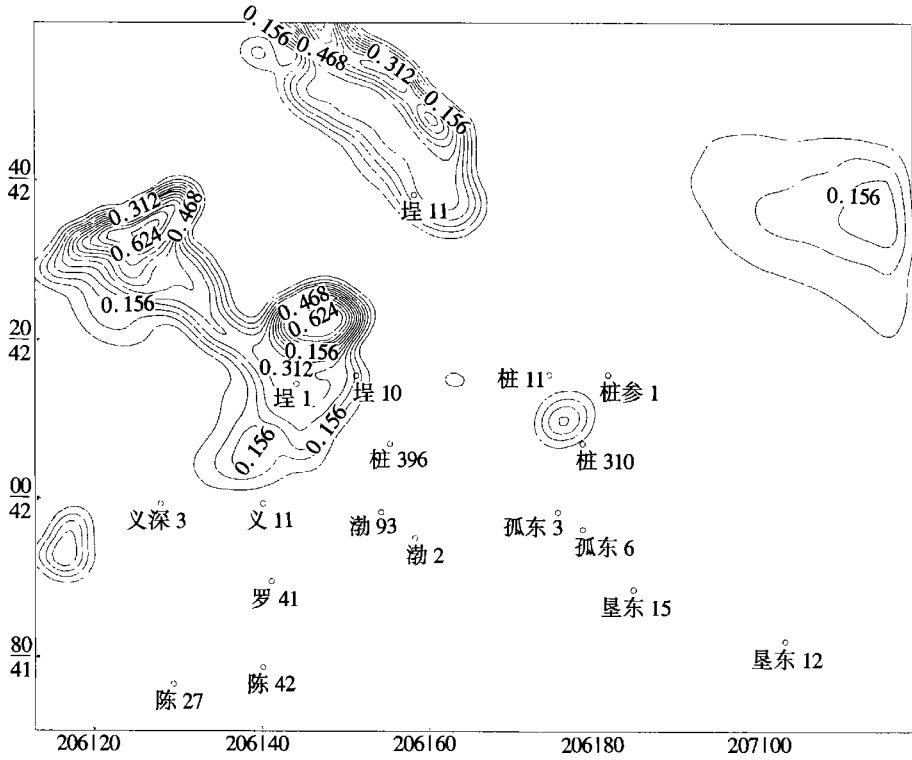 0.156
0.468
0.312
0.156
40
42
埕 11
0.156
0.312
0.468
0.624
0.156
0.468
0.624
20
42
0.156
0.312
埕 1
埕 10
桩 11
桩参 1
0.156
0.156
桩 396
桩 310
00
42
义深 3
义 11
渤 93
渤 2
孤东 3
孤东 6
罗 41
垦东 15
80
41
陈 27
陈 42
垦东 12
206120
206140
206160
206180
207100